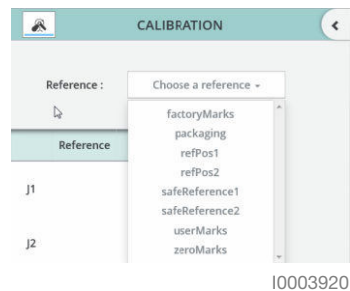 CALIBRATION
Reference :
Choose a reference
factoryMarks
packaging
refPos1
refPos2
safeReference1
safeReference2
userMarks
zeroMarks
Reference
J1
J2
I0003920